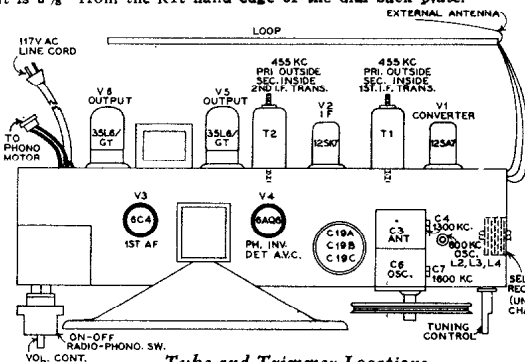 from the left hand edge of the dial back plate.
EXTERNAL ANTENNA
LOOP
117V AC
LINE CORD
TO
PHONO
MOTOR
V6
OUTPUT
35L6/
GT
V5
OUTPUT
35L6/
GT
455 KC
PRI. OUTSIDE
SEC. INSIDE
2ND I.F. TRANS.
T2
V2
IF
12SK7
455 KC
PRI. OUTSIDE
SEC. INSIDE
1ST. I.F. TRANS.
T1
V1
CONVERTER
12SA7
V3
6C4
1ST AF
V4
6AQ6
PH. INV.
DET A.V.C.
C19A
C19B
C19C
C3
ANT
C6
OSC.
C4
1300 KC.
600 KC
OSC.
L2, L3, L4
C7
1600 KC
TUNING
CONTROL
ON-OFF
RADIO-PHONO. SW.
VOL. CONT.
Tube and Trimmer Locations